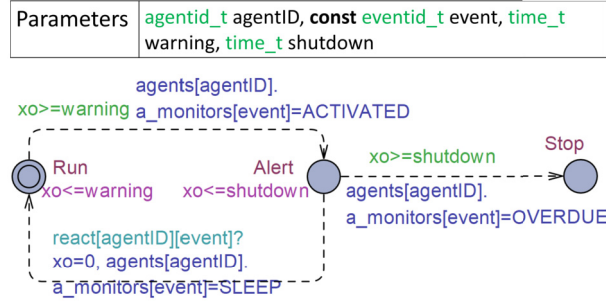 Parameters
agentid_t agentID, const eventid_t event, time_t
warning, time_t shutdown
agents[agentID].
xo>=warning
a_monitors[event]=ACTIVATED
Run
Alert
xo>=shutdown
Stop
xo<=warning
xo<=shutdown
agents[agentID].
a_monitors[event]=OVERDUE
react[agentID][event]?
xo=0, agents[agentID].
a_monitors[event]=SLEEP